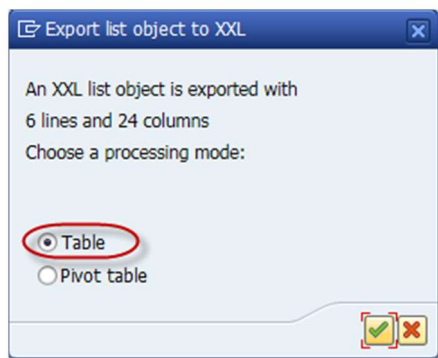 Export list object to XXL
An XXL list object is exported with
6 lines and 24 columns
Choose a processing mode:
Table
Pivot table